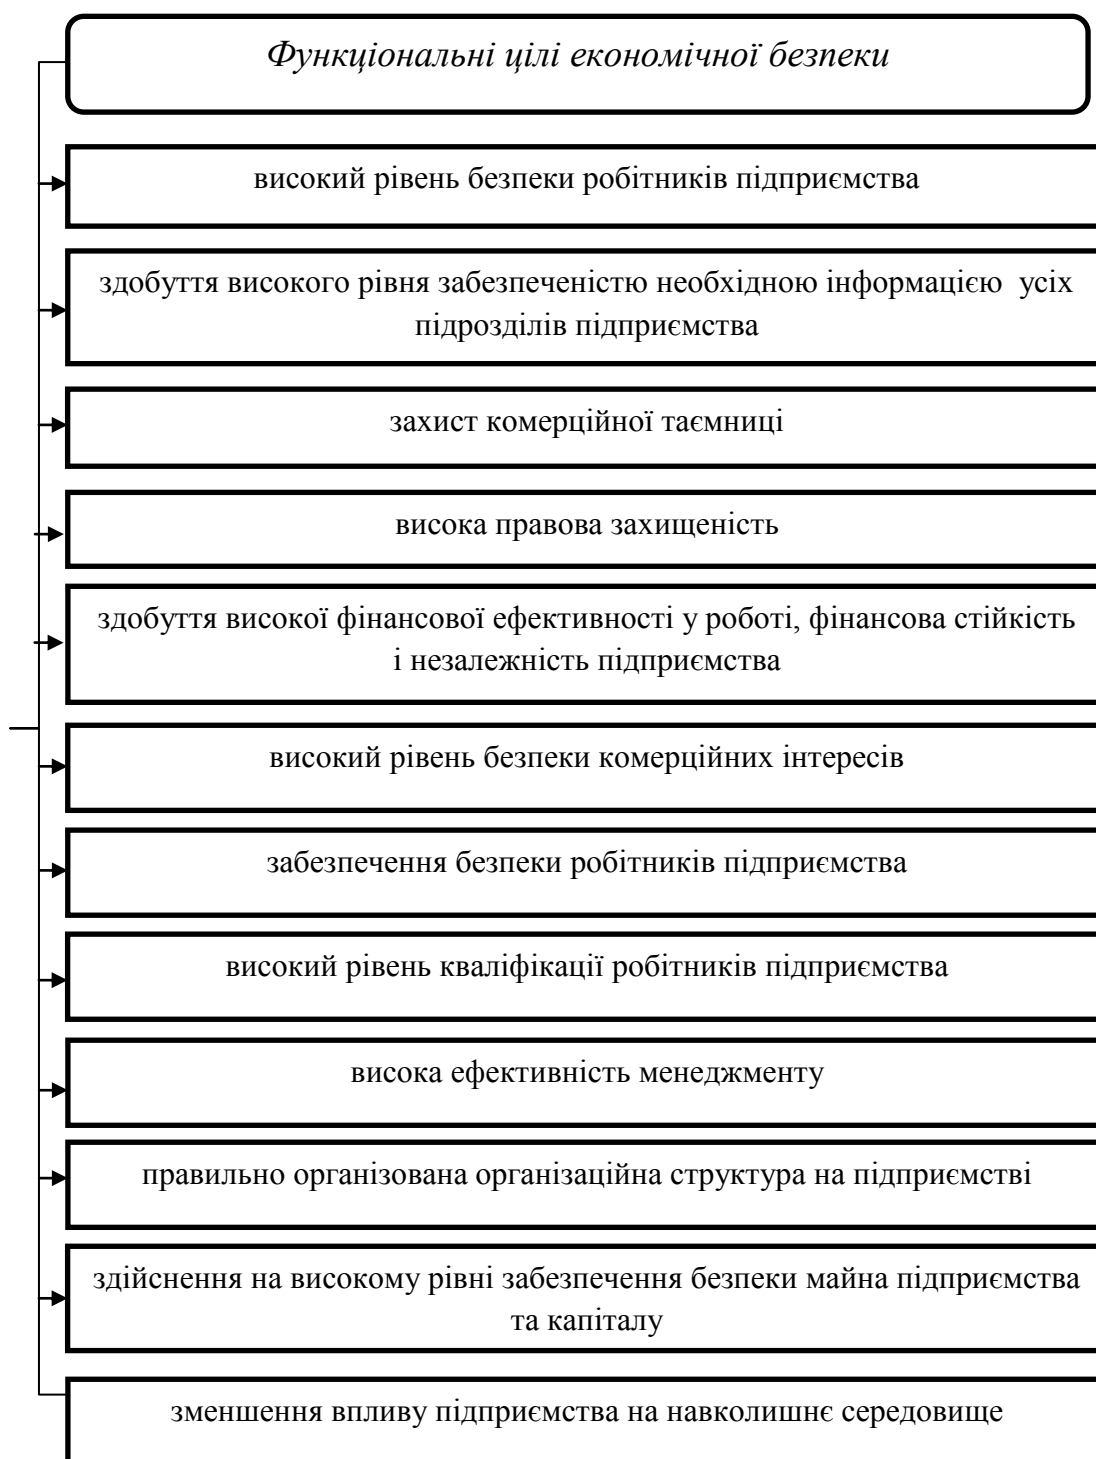 Функціональні цілі економічної безпеки
високий рівень безпеки робітників підприємства
здобуття високого рівня забезпеченістю необхідною інформацією усіх
підрозділів підприємства
захист комерційної таємниці
висока правова захищеність
здобуття високої фінансової ефективності у роботі, фінансова стійкість
і незалежність підприємства
високий рівень безпеки комерційних інтересів
забезпечення безпеки робітників підприємства
високий рівень кваліфікації робітників підприємства
висока ефективність менеджменту
правильно організована організаційна структура на підприємстві
здійснення на високому рівні забезпечення безпеки майна підприємства
та капіталу
зменшення впливу підприємства на навколишнє середовище